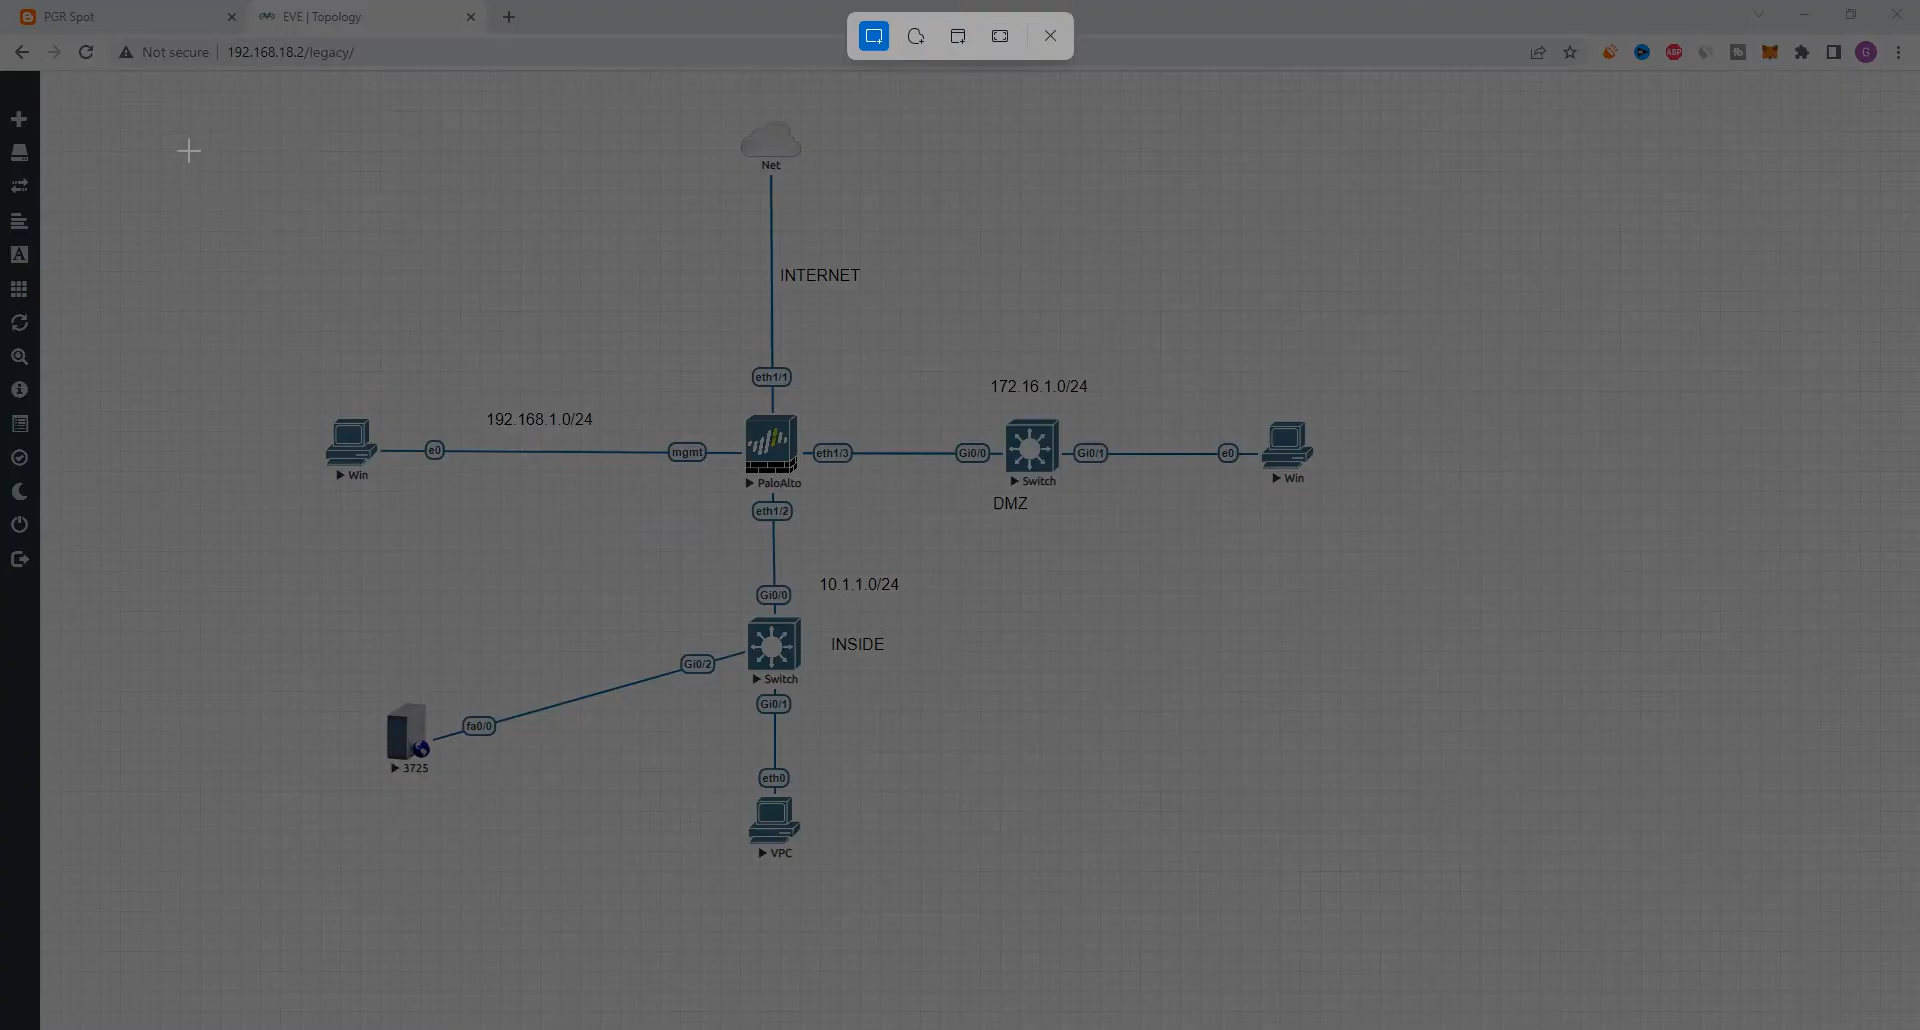 PGR Spot
EVE | Topology
Not secure
192.168.18.2/legacy/
ABP
G
A
Net
INTERNET
eth1/1
172.16.1.0/24
192.168.1.0/24
e0
mgmt
eth1/3
Gi0/0
Gi0/1
e0
Win
PaloAlto
Switch
Win
DMZ
eth1/2
10.1.1.0/24
Gi0/0
INSIDE
Gi0/2
Switch
Gi0/1
fa0/0
3725
eth0
VPC